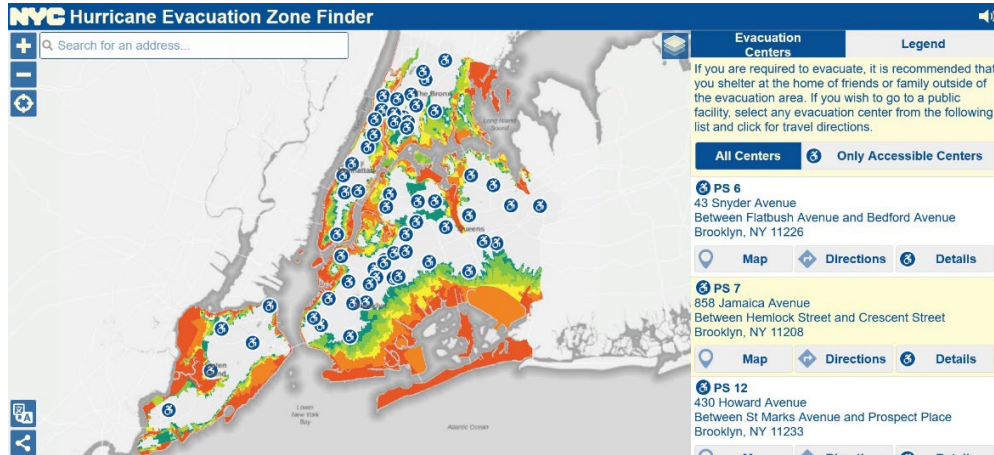 NYC Hurricane Evacuation Zone Finder
Search for an address...
The Bronx
Long Island
Sound
Queens
Lower
New York
Bay
Atlantic Ocean
Evacuation
Centers
Legend
If you are required to evacuate, it is recommended that
you shelter at the home of friends or family outside of
the evacuation area. If you wish to go to a public
facility, select any evacuation center from the following
list and click for travel directions.
All Centers
Only Accessible Centers
PS 6
43 Snyder Avenue
Between Flatbush Avenue and Bedford Avenue
Brooklyn, NY 11226
Map
Directions
Details
PS 7
858 Jamaica Avenue
Between Hemlock Street and Crescent Street
Brooklyn, NY 11208
Map
Directions
Details
PS 12
430 Howard Avenue
Between St Marks Avenue and Prospect Place
Brooklyn, NY 11233